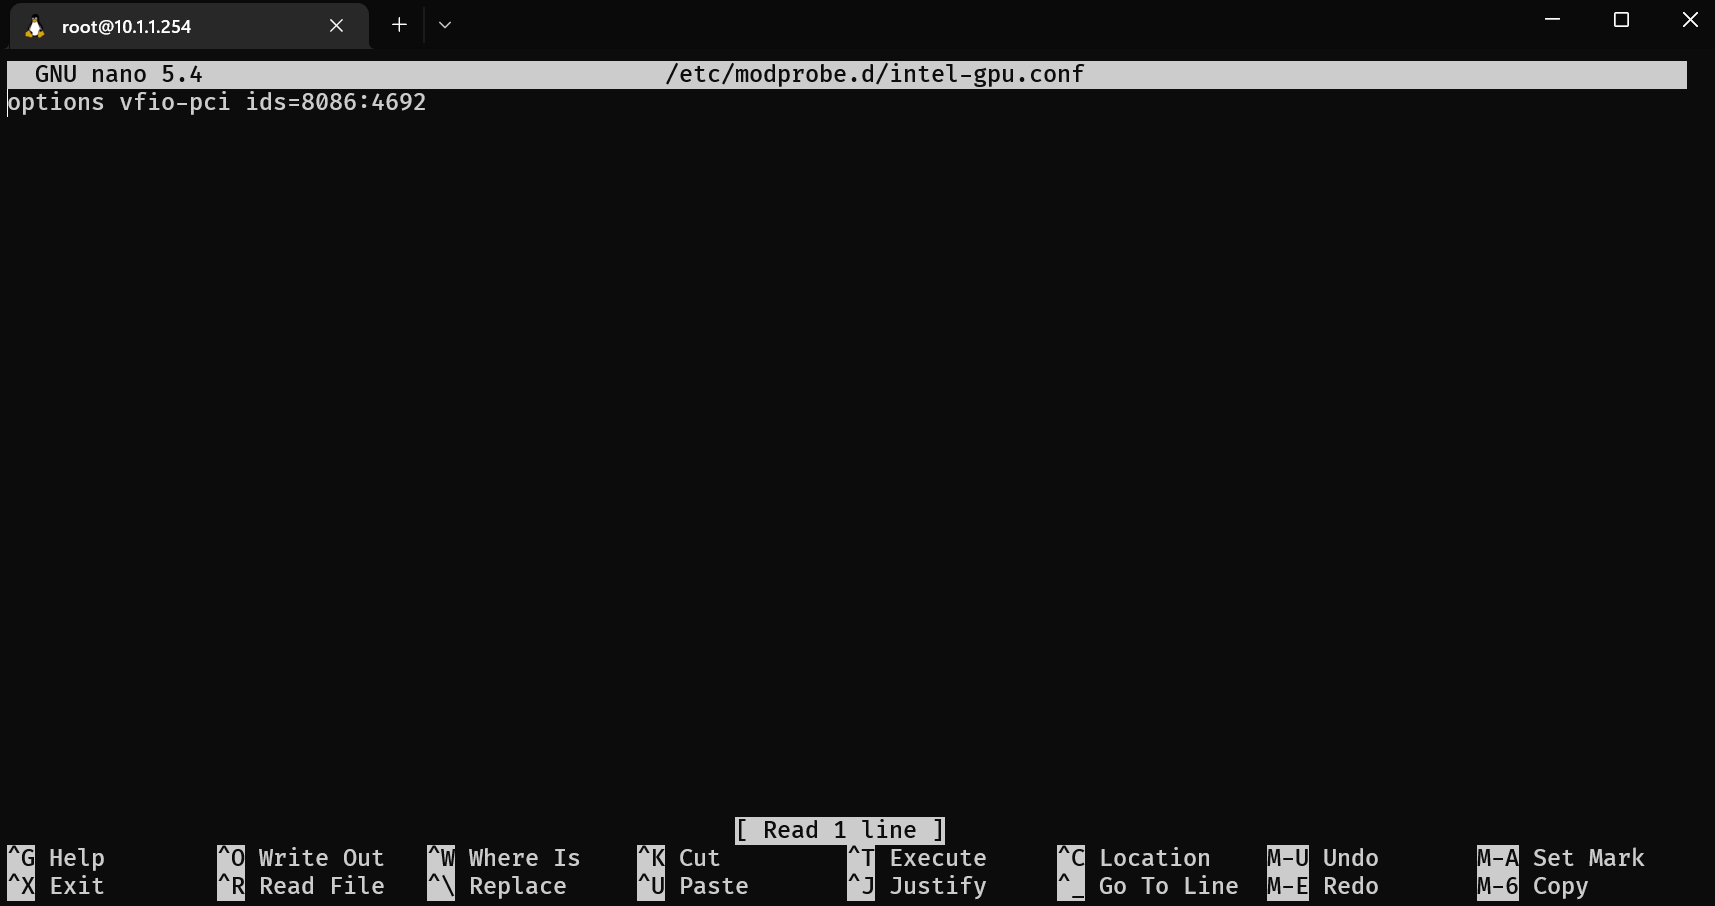 root@10.1.1.254
GNU nano 5.4 /etc/modprobe.d/intel-gpu.conf
options vfio-pci ids=8086:4692
[ Read 1 line ]
^G Help ^O Write Out ^W Where Is ^K Cut ^T Execute ^C Location M-U Undo M-A Set Mark
^X Exit ^R Read File ^\ Replace ^U Paste ^J Justify ^_ Go To Line M-E Redo M-6 Copy